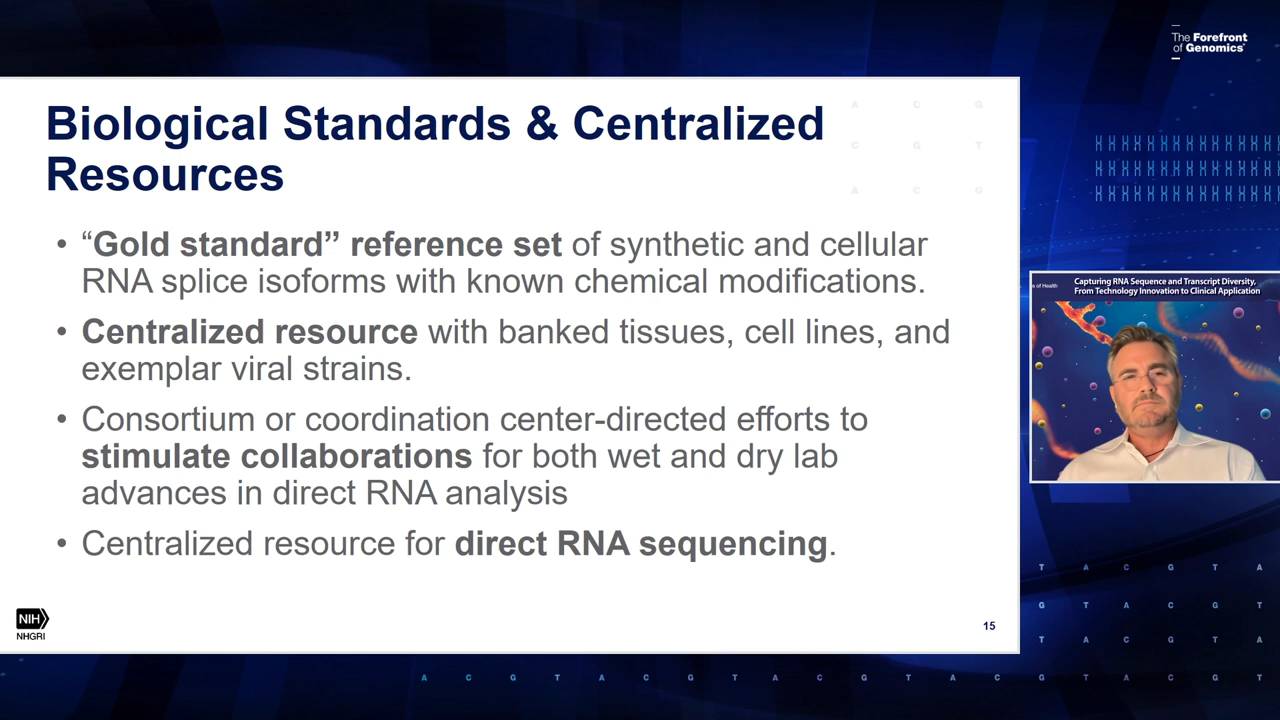 The Forefront
of Genomics®
Biological Standards & Centralized
Resources
A C G
C G T
A C G
• “Gold standard” reference set of synthetic and cellular
RNA splice isoforms with known chemical modifications.
• Centralized resource with banked tissues, cell lines, and
exemplar viral strains.
• Consortium or coordination center-directed efforts to
stimulate collaborations for both wet and dry lab
advances in direct RNA analysis
• Centralized resource for direct RNA sequencing.
NIH
NHGRI
15
s of Health
Capturing RNA Sequence and Transcript Diversity,
From Technology Innovation to Clinical Application
T A C G T A
G T A C G T
T A C G T A
A C G T A C G T A C G T A C G T A C G T